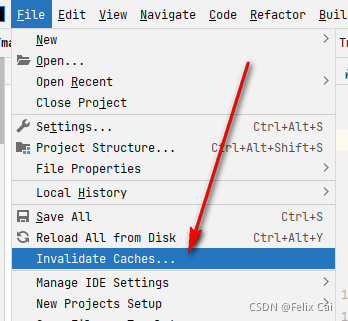 File Edit View Navigate Code Refactor Buil
New
Open...
Open Recent
Close Project
Settings... Ctrl+Alt+S
Project Structure... Ctrl+Alt+Shift+S
File Properties
Local History
Save All Ctrl+S
Reload All from Disk Ctrl+Alt+Y
Invalidate Caches...
Manage IDE Settings
New Projects Setup
CSDN @Felix Cai